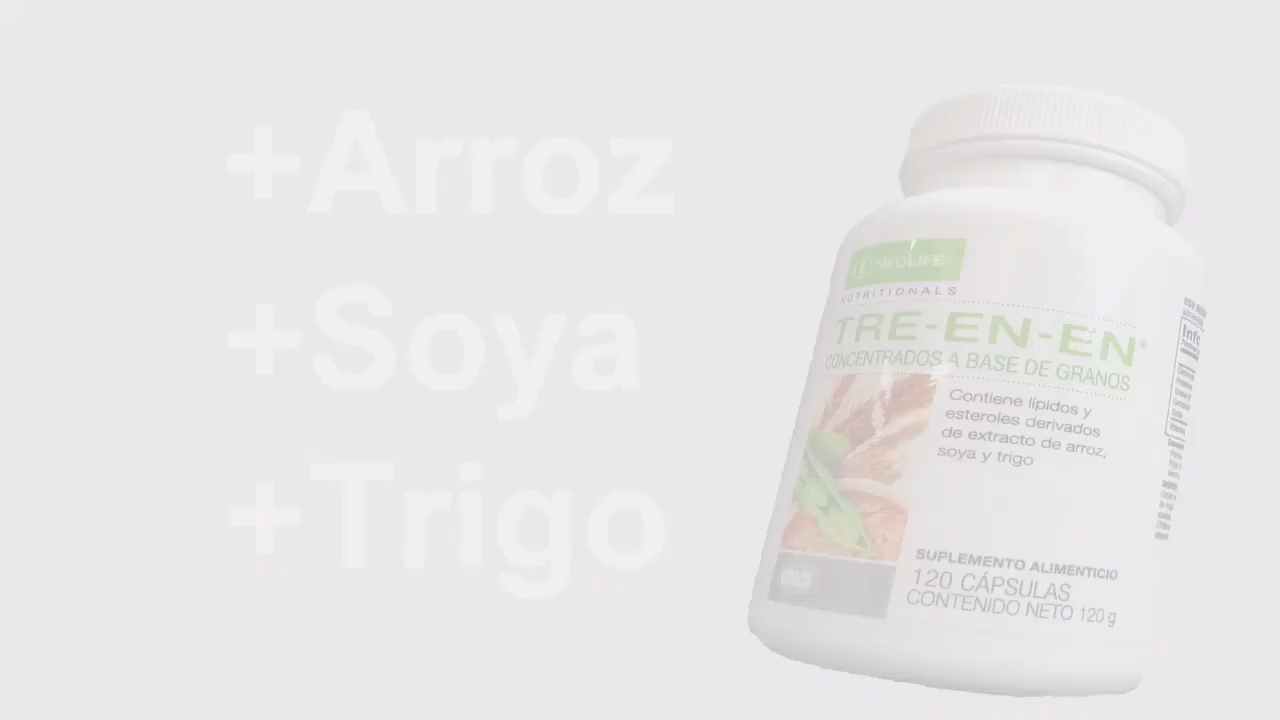 +Arroz
+Soya
+Trigo
NEOLIFE
NUTRITIONALS
TRE-EN-EN®
CONCENTRADOS A BASE DE GRANOS
Contiene lípidos y
esteroles derivados
de extracto de arroz,
soya y trigo
SUPLEMENTO ALIMENTICIO
120 CÁPSULAS
CONTENIDO NETO 120 g